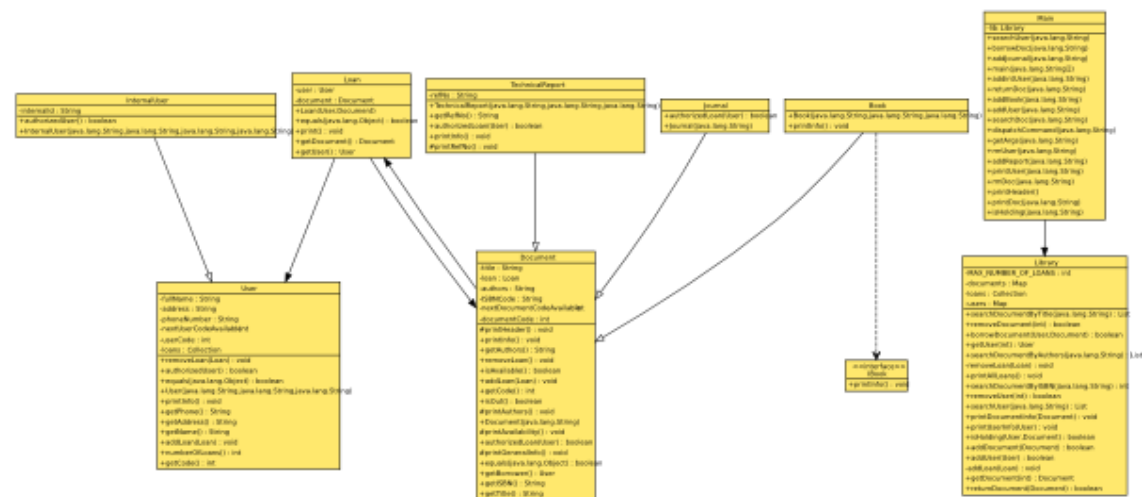 InternalUser
-internalId : String
+authorizedUser() : boolean
+InternalUser(java.lang.String,java.lang.String,java.lang.String,java.lang.String)
Loan
-user : User
-document : Document
+Loan(User,Document)
+equals(java.lang.Object) : boolean
+print() : void
+getDocument() : Document
+getUser() : User
TechnicalReport
-refNo : String
+TechnicalReport(java.lang.String,java.lang.String,java.lang.String)
+getRefNo() : String
+authorizedLoan(User) : boolean
+printInfo() : void
#printRefNo() : void
Journal
+authorizedLoan(User) : boolean
+Journal(java.lang.String)
Book
+Book(java.lang.String,java.lang.String,java.lang.String)
+printInfo() : void
Main
-lib Library
+searchUser(java.lang.String)
+borrowDoc(java.lang.String)
+addJournal(java.lang.String)
+main(java.lang.String[])
+addIntUser(java.lang.String)
+returnDoc(java.lang.String)
+addBook(java.lang.String)
+addUser(java.lang.String)
+searchDoc(java.lang.String)
+dispatchCommand(java.lang.String)
+getArgs(java.lang.String)
+rmUser(java.lang.String)
+addReport(java.lang.String)
+printUser(java.lang.String)
+rmDoc(java.lang.String)
+printHeader()
+printDoc(java.lang.String)
+isHolding(java.lang.String)
User
-fullName : String
-address : String
-phoneNumber : String
-nextUserCodeAvailable
-userCode : int
-loans : Collection
+removeLoan(Loan) : void
+authorizedUser() : boolean
+equals(java.lang.Object) : boolean
+User(java.lang.String,java.lang.String,java.lang.String)
+printInfo() : void
+getPhone() : String
+getAddress() : String
+getName() : String
+addLoan(Loan) : void
+numberOfLoans() : int
+getCode() : int
Document
-title : String
-loan : Loan
-authors : String
-ISBNCode : String
-nextDocumentCodeAvailable
-documentCode : int
#printHeader() : void
+printInfo() : void
+getAuthors() : String
+removeLoan() : void
+isAvailable() : boolean
+addLoan(Loan) : void
+getCode() : int
+isOut() : boolean
#printAuthors() : void
+Document(java.lang.String)
#printAvailability() : void
+authorizedLoan(User) : boolean
#printGeneralInfo() : void
+equals(java.lang.Object) : boolean
+getBorrower() : User
+getISBN() : String
+getTitle() : String
<<interface>>
IBook
+printInfo() : void
Library
-MAX_NUMBER_OF_LOANS : int
-documents : Map
-loans : Collection
-users : Map
+searchDocumentByTitle(java.lang.String) : List
+removeDocument(int) : boolean
+borrowDocument(User,Document) : boolean
+getUser(int) : User
+searchDocumentByAuthors(java.lang.String) : List
-removeLoan(Loan) : void
+printAllLoans() : void
+searchDocumentByISBN(java.lang.String) : int
+removeUser(int) : boolean
+searchUser(java.lang.String) : List
+printDocumentInfo(Document) : void
+printUserInfo(User) : void
+isHolding(User,Document) : boolean
+addDocument(Document) : boolean
+addUser(User) : boolean
-addLoan(Loan) : void
+getDocument(int) : Document
+returnDocument(Document) : boolean